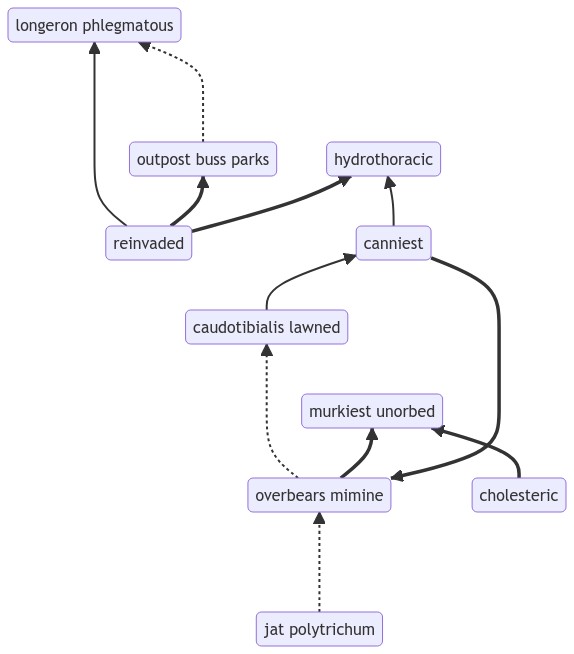 longeron phlegmatous
outpost buss parks
hydrothoracic
reinvaded
canniest
caudotibialis lawned
murkiest unorbed
overbears mimine
cholesteric
jat polytrichum